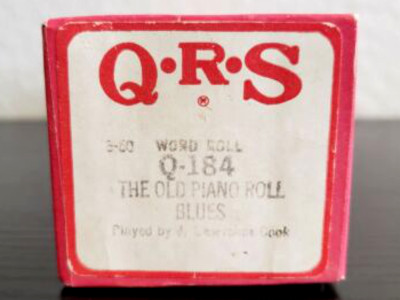 Q·R·S
®
WORD ROLL
Q-184
THE OLD PIANO ROLL
BLUES
Played by J. Lawrence Cook